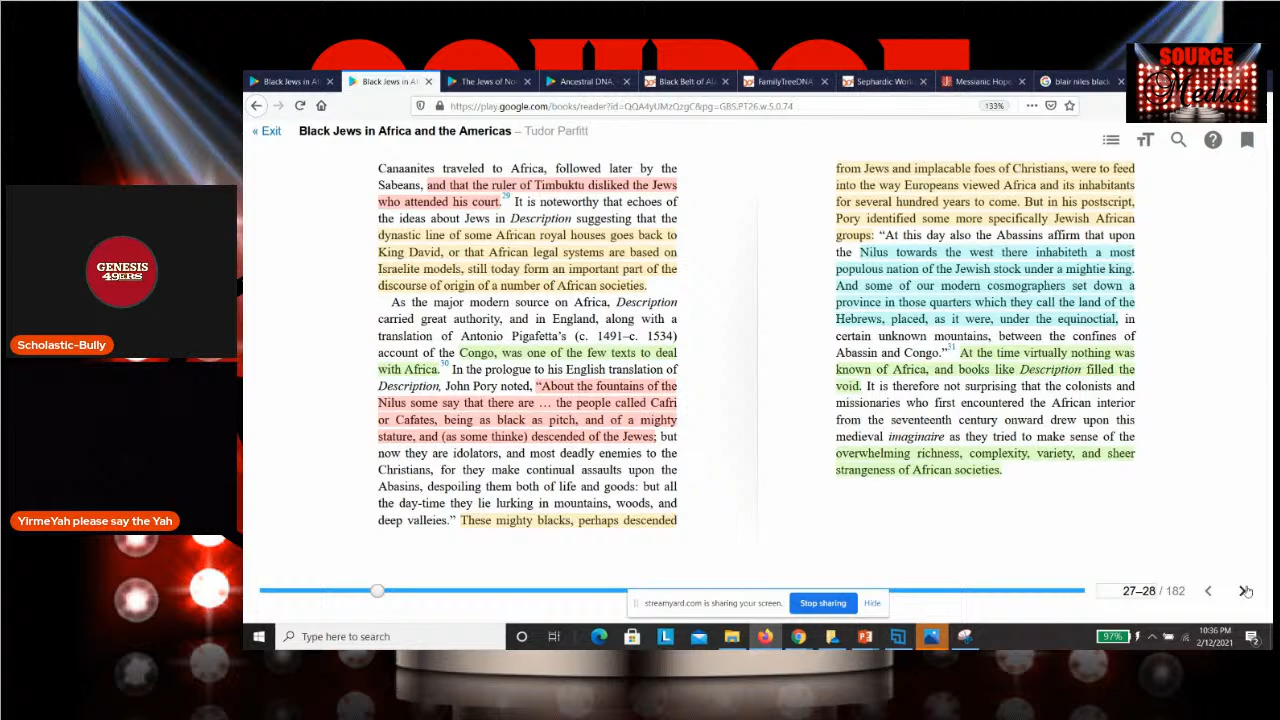 SOURCE
Media
Black Jews in Af
Black Jews in A
The Jews of No
Ancestral DNA,
Black Belt of Al
FamilyTreeDNA
Sephardic Wor
Messianic Hope
blair niles black
https://play.google.com/books/reader?id=QQA4yUMzQzgC&pg=GBS.PT26.w.5.0.74
133%
« Exit
Black Jews in Africa and the Americas – Tudor Parfitt
Canaanites traveled to Africa, followed later by the
Sabeans, and that the ruler of Timbuktu disliked the Jews
who attended his court.29 It is noteworthy that echoes of
the ideas about Jews in Description suggesting that the
dynastic line of some African royal houses goes back to
King David, or that African legal systems are based on
Israelite models, still today form an important part of the
discourse of origin of a number of African societies.
As the major modern source on Africa, Description
carried great authority, and in England, along with a
translation of Antonio Pigafetta's (c. 1491–c. 1534)
account of the Congo, was one of the few texts to deal
with Africa.30 In the prologue to his English translation of
Description, John Pory noted, “About the fountains of the
Nilus some say that there are … the people called Cafri
or Cafates, being as black as pitch, and of a mighty
stature, and (as some thinke) descended of the Jewes; but
now they are idolators, and most deadly enemies to the
Christians, for they make continual assaults upon the
Abasins, despoiling them both of life and goods: but all
the day-time they lie lurking in mountains, woods, and
deep valleies.” These mighty blacks, perhaps descended
from Jews and implacable foes of Christians, were to feed
into the way Europeans viewed Africa and its inhabitants
for several hundred years to come. But in his postscript,
Pory identified some more specifically Jewish African
groups: “At this day also the Abassins affirm that upon
the Nilus towards the west there inhabiteth a most
populous nation of the Jewish stock under a mightie king.
And some of our modern cosmographers set down a
province in those quarters which they call the land of the
Hebrews, placed, as it were, under the equinoctial, in
certain unknown mountains, between the confines of
Abassin and Congo.”31 At the time virtually nothing was
known of Africa, and books like Description filled the
void. It is therefore not surprising that the colonists and
missionaries who first encountered the African interior
from the seventeenth century onward drew upon this
medieval imaginaire as they tried to make sense of the
overwhelming richness, complexity, variety, and sheer
strangeness of African societies.
GENESIS
49ERS
Scholastic-Bully
YirmeYah please say the Yah
27–28 / 182
streamyard.com is sharing your screen.
Stop sharing
Hide
Type here to search
97%
10:36 PM
2/12/2021